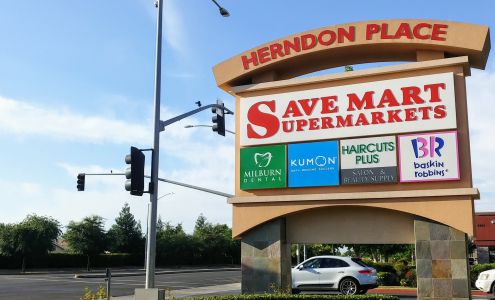 HERNDON PLACE
SAVE MART
SUPERMARKETS
MILBURN
DENTAL
KUMON
HAIRCUTS
PLUS
SALON
& BEAUTY SUPPLY
BR
baskin
robbins